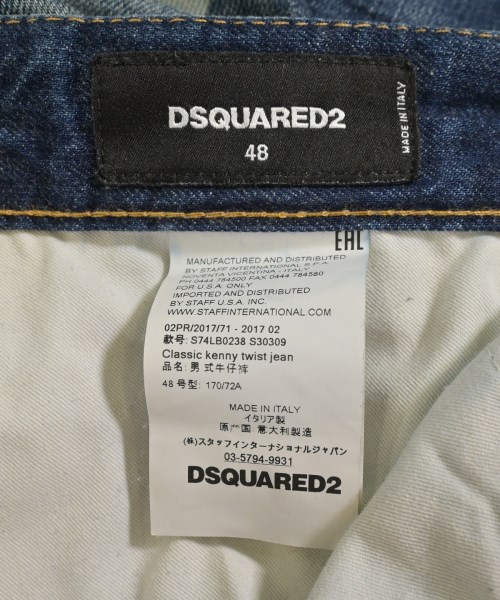 DSQUARED2
48
MADE IN ITALY
EAC
MANUFACTURED AND DISTRIBUTED
BY STAFF INTERNATIONAL S.P.A.
NOVENTA VICENTINA - ITALY
PH 0444 784500 FAX 0444 784580
FOR U.S.A. ONLY
IMPORTED AND DISTRIBUTED
BY STAFF U.S.A. INC.
WWW.STAFFINTERNATIONAL.COM
02PR/2017/71 - 2017 02
款号: S74LB0238 S30309
Classic kenny twist jean
品名: 男式牛仔裤
48 号型: 170/72A
MADE IN ITALY
イタリア製
原产国: 意大利製造
(株)スタッフインターナショナルジャパン
03-5794-9931
DSQUARED2